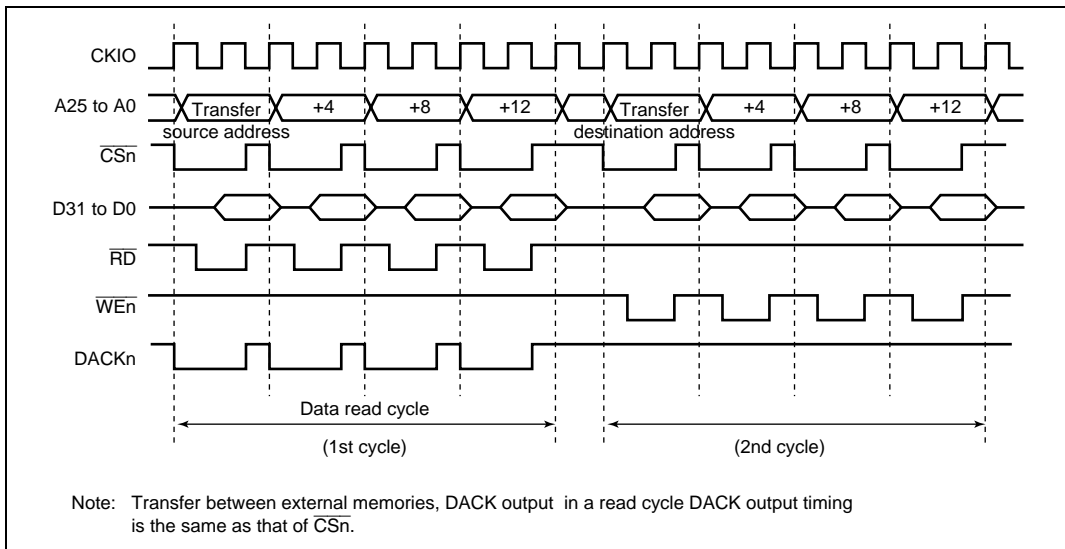 CKIO
A25 to A0 Transfer +4 +8 +12 Transfer +4 +8 +12
source address destination address
CSn
D31 to D0
RD
WEn
DACKn
Data read cycle
(1st cycle) (2nd cycle)
Note: Transfer between external memories, DACK output in a read cycle DACK output timing
is the same as that of CSn.